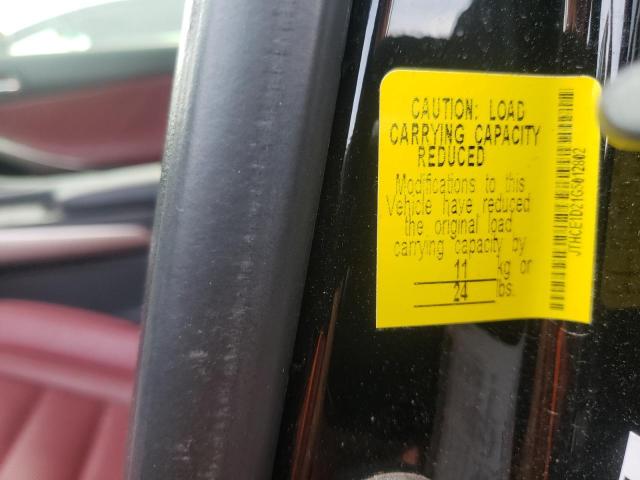 CAUTION: LOAD
CARRYING CAPACITY
REDUCED
Modifications to this
Vehicle have reduced
the original load
carrying capacity by
11 kg or
24 lbs.
JTHCE1D21G5012802